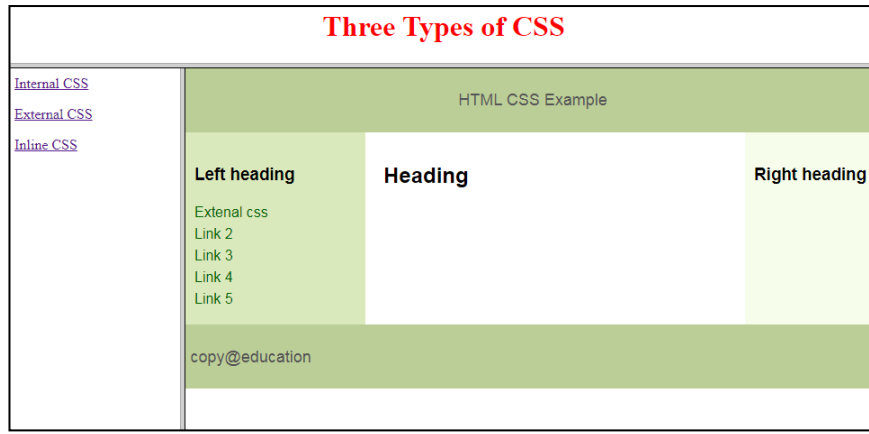 Three Types of CSS
Internal CSS
External CSS
Inline CSS
HTML CSS Example
Left heading
Extenal css
Link 2
Link 3
Link 4
Link 5
Heading
Right heading
copy@education